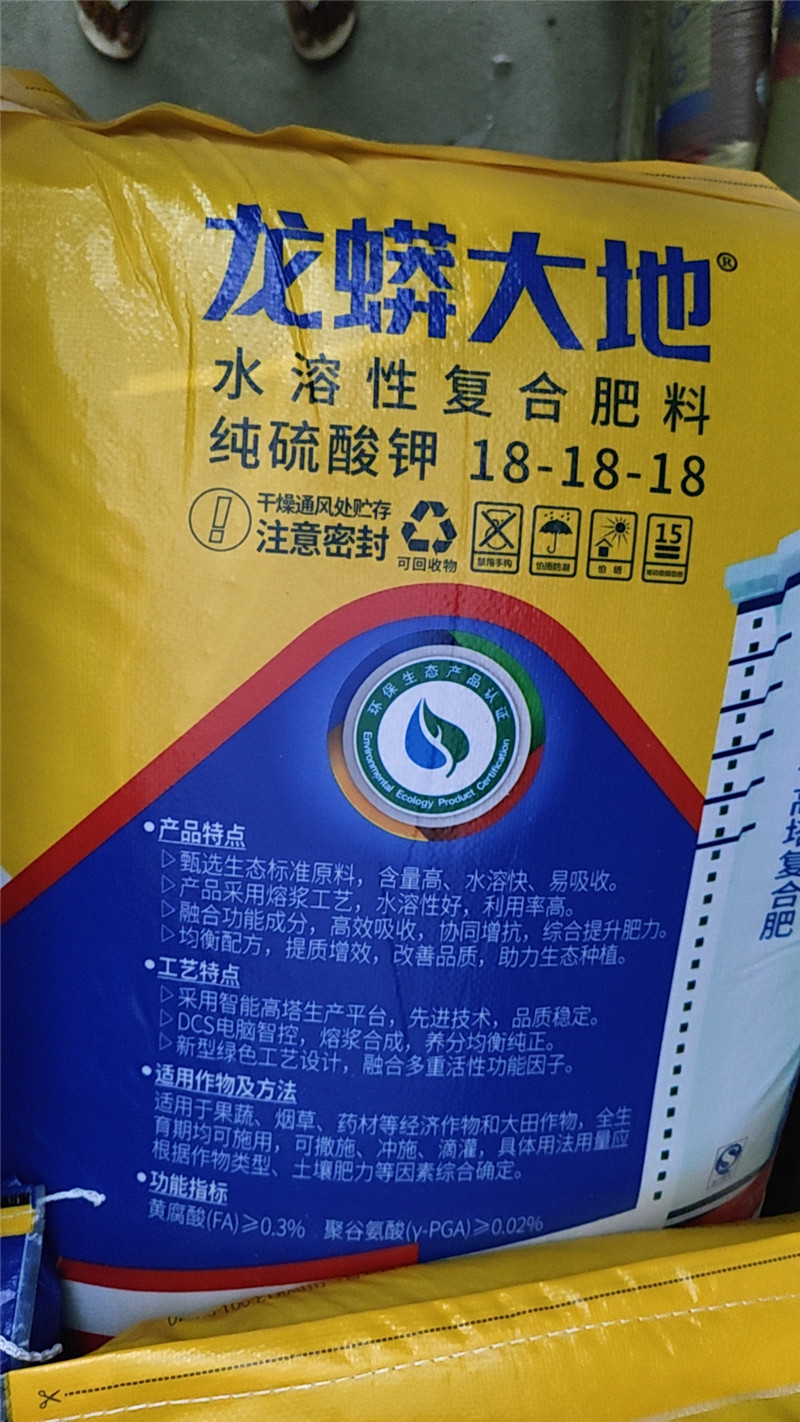 龙蟒大地®
水溶性复合肥料
纯硫酸钾 18-18-18
干燥通风处贮存
注意密封
可回收物
禁用手钩
怕雨防潮
怕晒
15
环保生态产品认证
Environmental Ecology Product Certification
•产品特点
▷甄选生态标准原料，含量高、水溶快、易吸收。
▷产品采用熔浆工艺，水溶性好，利用率高。
▷融合功能成分，高效吸收，协同增抗，综合提升肥力。
▷均衡配方，提质增效，改善品质，助力生态种植。
•工艺特点
▷采用智能高塔生产平台，先进技术，品质稳定。
▷DCS电脑智控，熔浆合成，养分均衡纯正。
▷新型绿色工艺设计，融合多重活性功能因子。
•适用作物及方法
适用于果蔬、烟草、药材等经济作物和大田作物，全生
育期均可施用，可撒施、冲施、滴灌，具体用法用量应
根据作物类型、土壤肥力等因素综合确定。
•功能指标
黄腐酸(FA)≥0.3% 聚谷氨酸(γ-PGA)≥0.02%
高塔复合肥